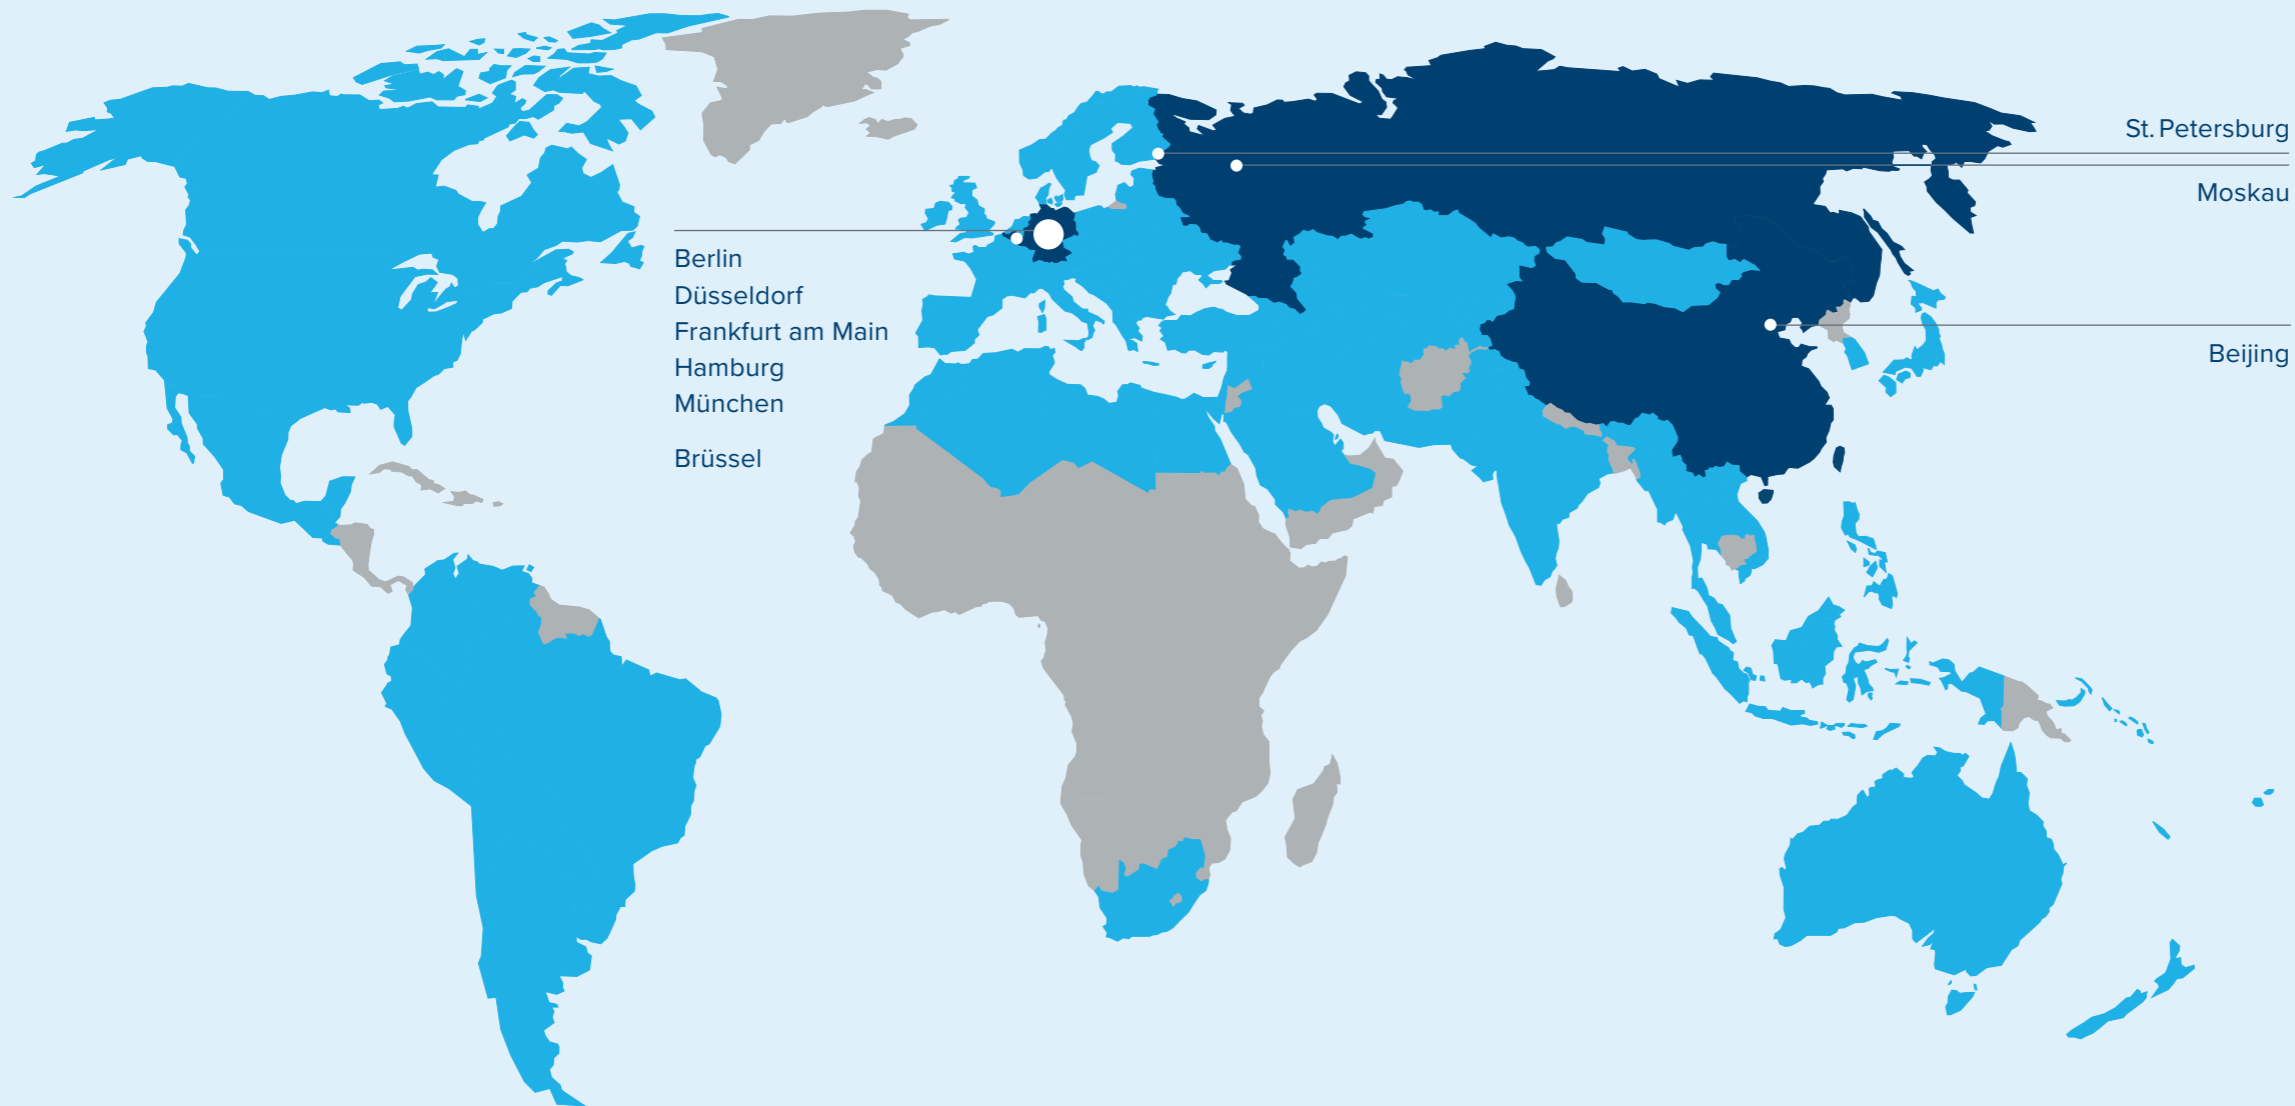 St. Petersburg
Moskau
Berlin
Düsseldorf
Frankfurt am Main
Hamburg
München
Brüssel
Beijing